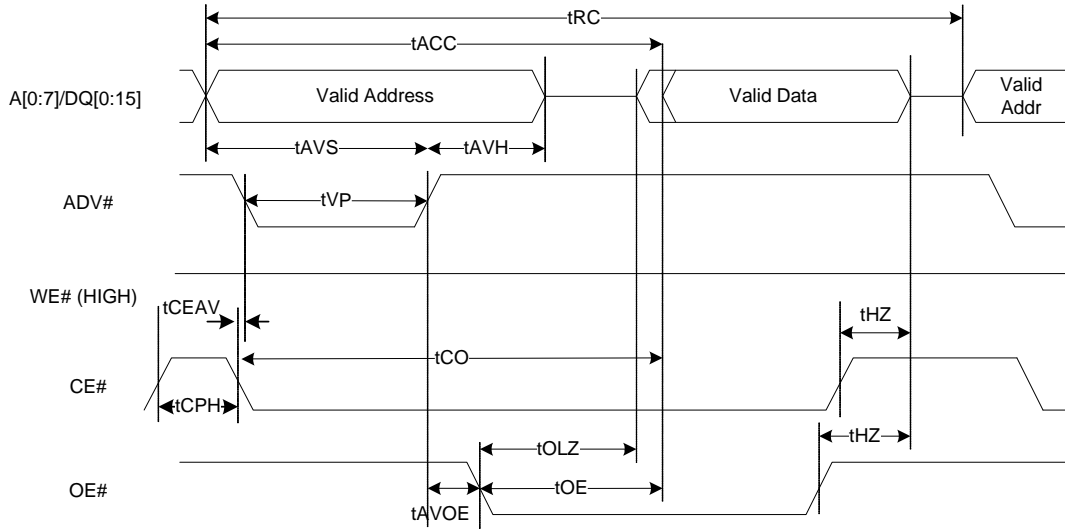 tRC
tACC
A[0:7]/DQ[0:15]
Valid Address
Valid Data
Valid
Addr
tAVS
tAVH
ADV#
tVP
WE# (HIGH)
tCEAV
tHZ
tCO
CE#
tCPH
tHZ
tOLZ
OE#
tOE
tAVOE